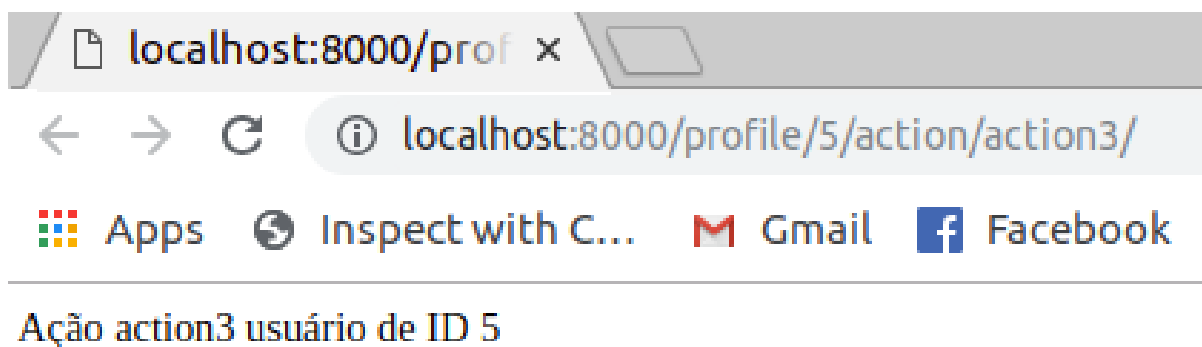 localhost:8000/prof
localhost:8000/profile/5/action/action3/
Apps Inspect with C... Gmail Facebook
Ação action3 usuário de ID 5